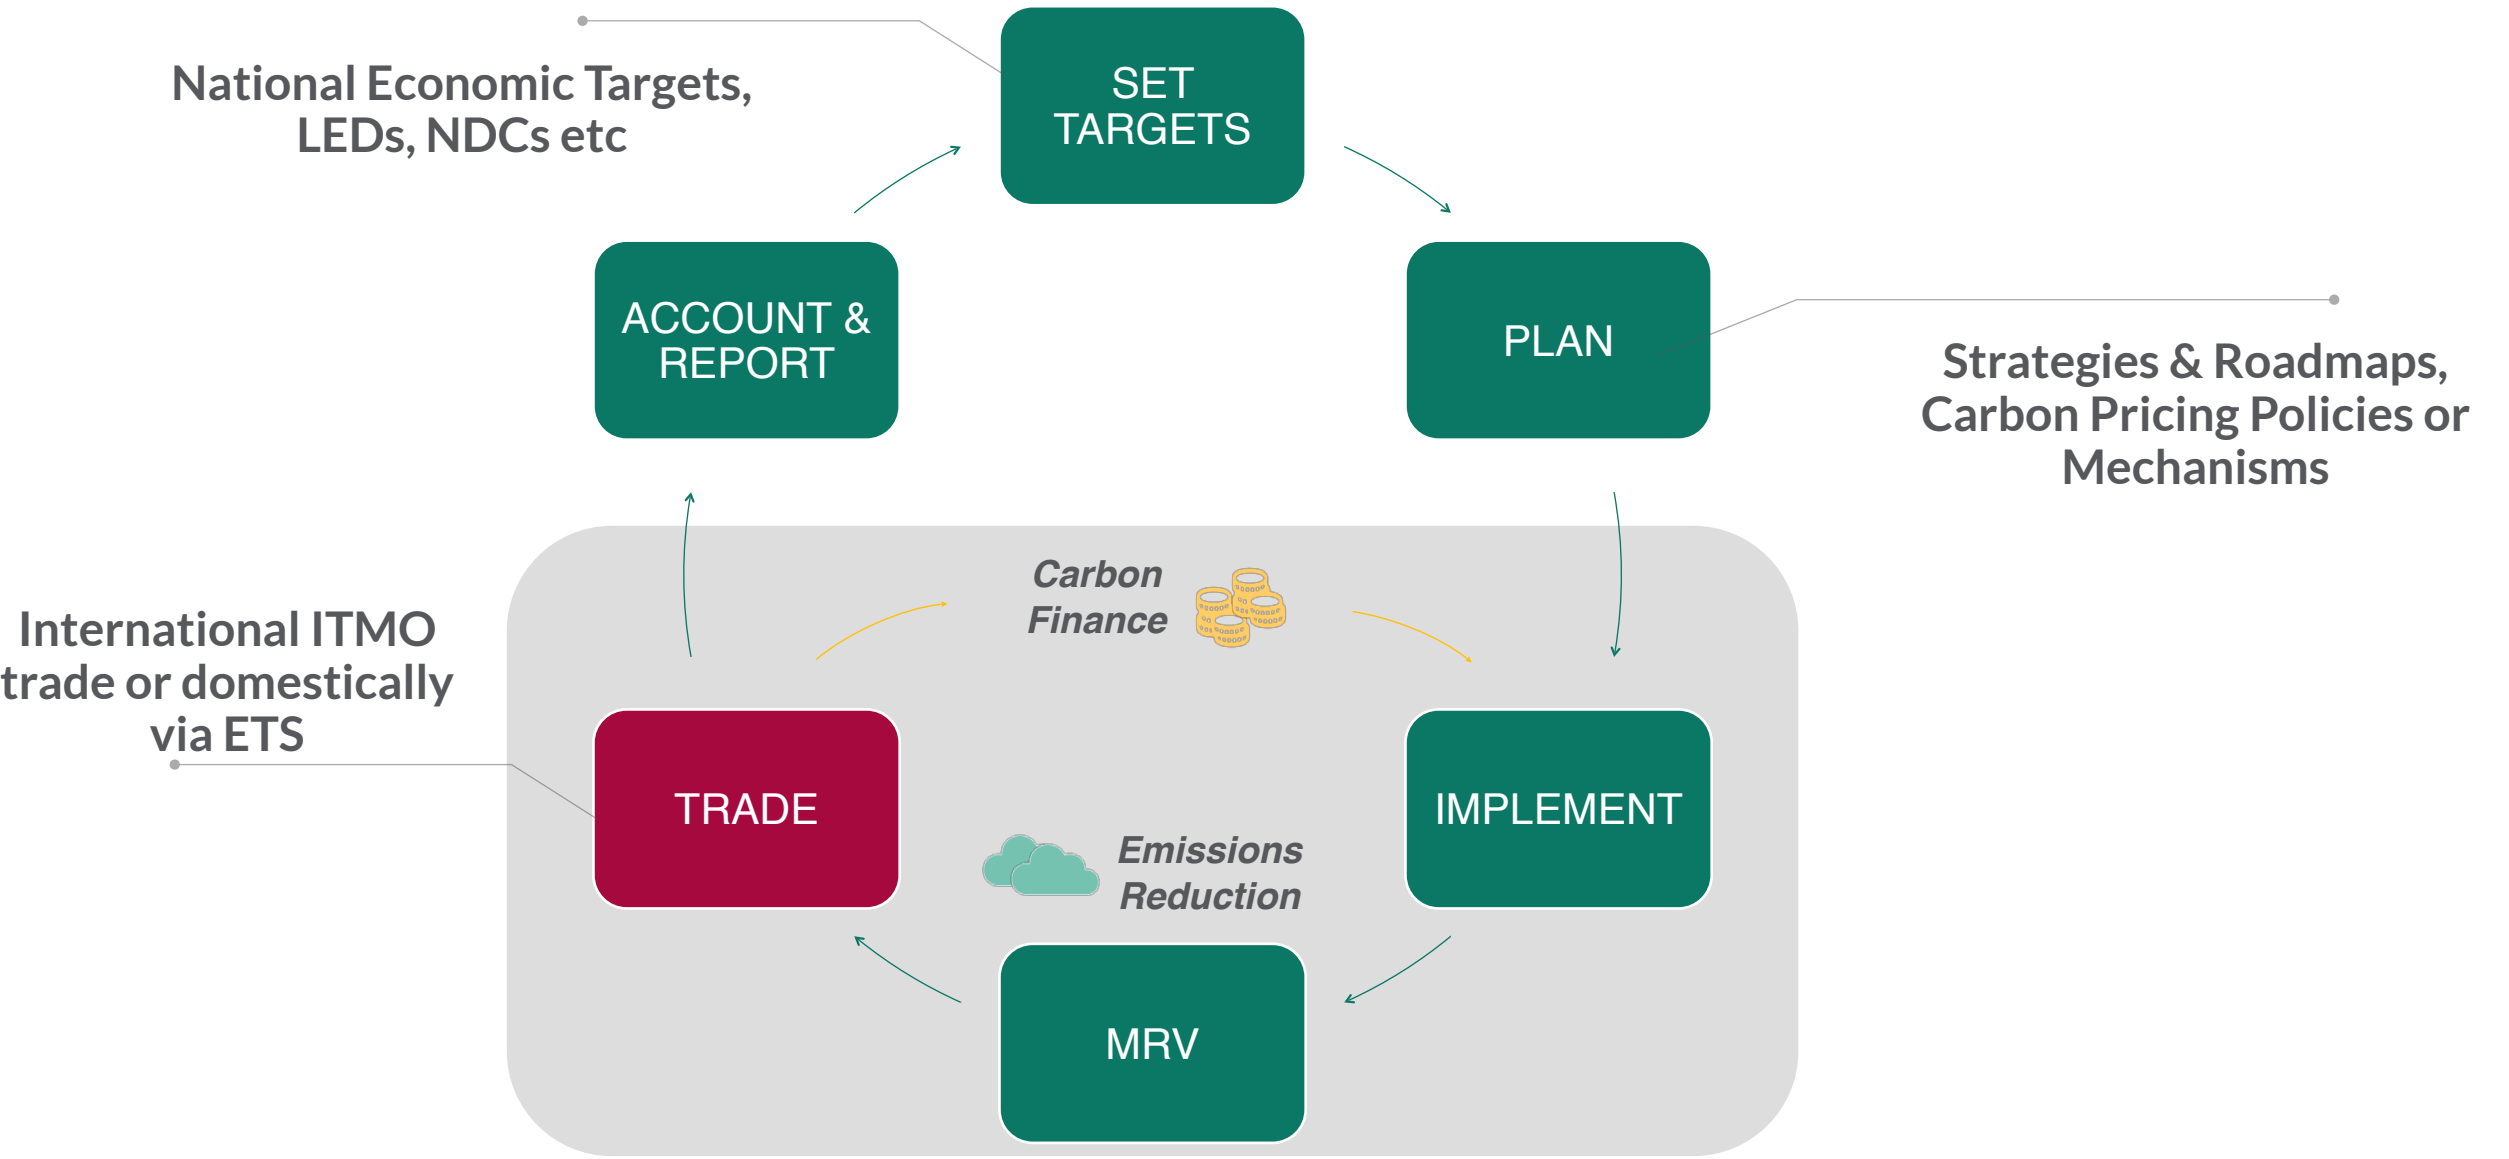 National Economic Targets,
LEDs, NDCs etc
SET
TARGETS
ACCOUNT &
REPORT
PLAN
Strategies & Roadmaps,
Carbon Pricing Policies or
Mechanisms
Carbon
Finance
International ITMO
trade or domestically
via ETS
TRADE
IMPLEMENT
Emissions
Reduction
MRV